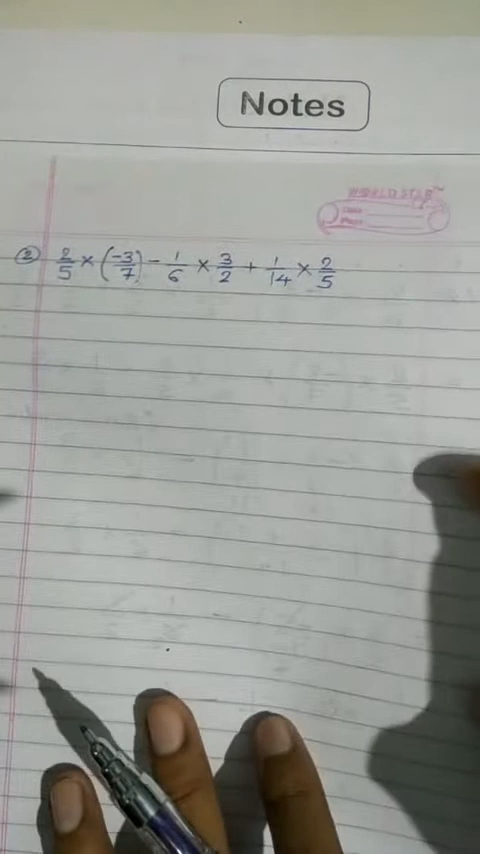 Notes
WORLD STAR
② 2/5 × (-3/7) - 1/6 × 3/2 + 1/14 × 2/5